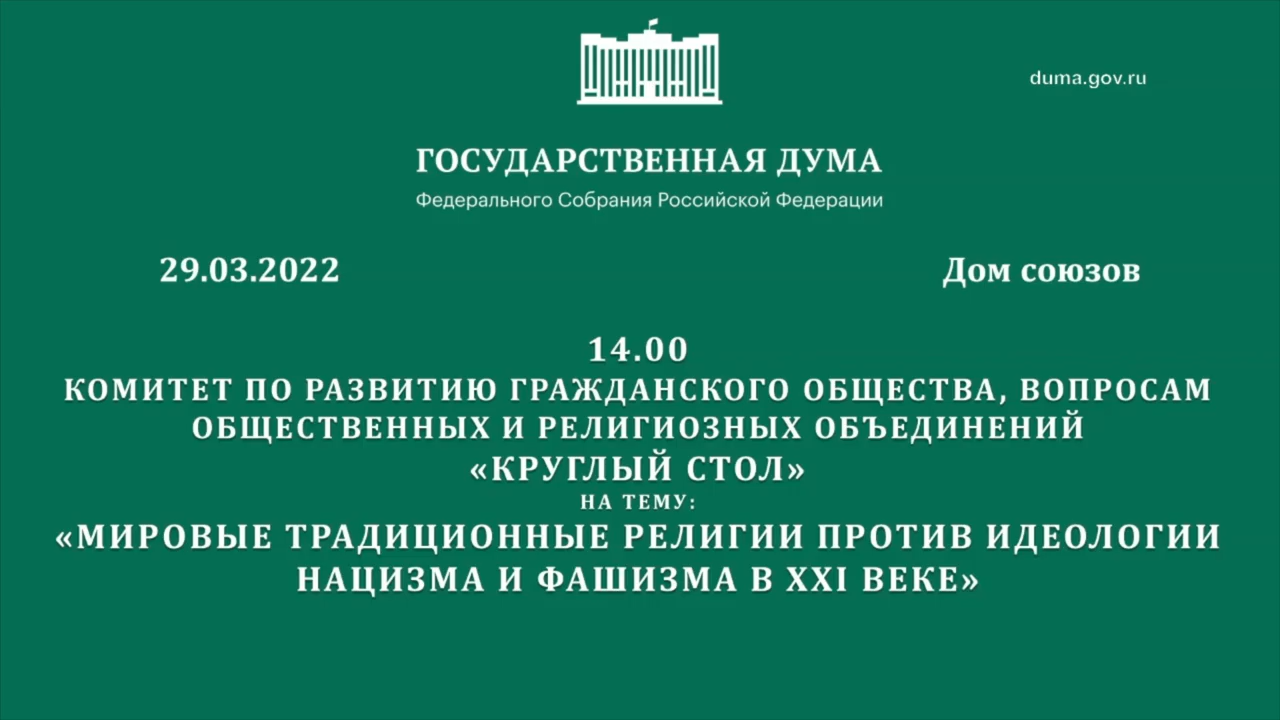 duma.gov.ru
ГОСУДАРСТВЕННАЯ ДУМА
Федерального Собрания Российской Федерации
29.03.2022
Дом союзов
14.00
КОМИТЕТ ПО РАЗВИТИЮ ГРАЖДАНСКОГО ОБЩЕСТВА, ВОПРОСАМ
ОБЩЕСТВЕННЫХ И РЕЛИГИОЗНЫХ ОБЪЕДИНЕНИЙ
«КРУГЛЫЙ СТОЛ»
НА ТЕМУ:
«МИРОВЫЕ ТРАДИЦИОННЫЕ РЕЛИГИИ ПРОТИВ ИДЕОЛОГИИ
НАЦИЗМА И ФАШИЗМА В XXI ВЕКЕ»